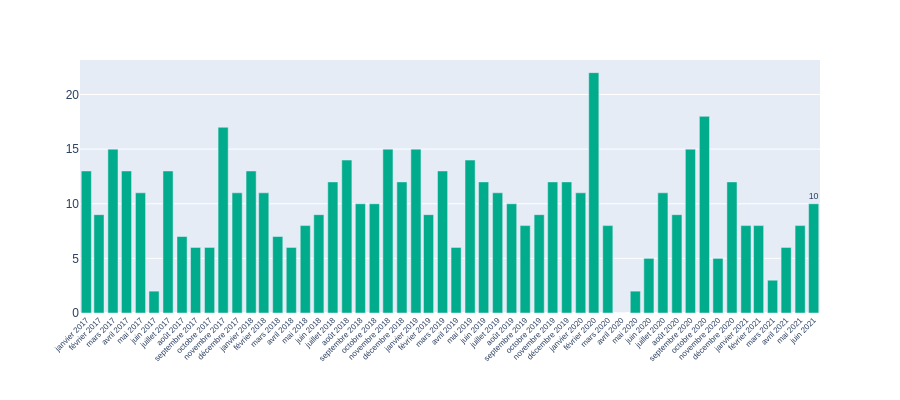 20
15
10
5
0
10
janvier 2017
février 2017
mars 2017
avril 2017
mai 2017
juin 2017
juillet 2017
août 2017
septembre 2017
octobre 2017
novembre 2017
décembre 2017
janvier 2018
février 2018
mars 2018
avril 2018
mai 2018
juin 2018
juillet 2018
août 2018
septembre 2018
octobre 2018
novembre 2018
décembre 2018
janvier 2019
février 2019
mars 2019
avril 2019
mai 2019
juin 2019
juillet 2019
août 2019
septembre 2019
octobre 2019
novembre 2019
décembre 2019
janvier 2020
février 2020
mars 2020
avril 2020
mai 2020
juin 2020
juillet 2020
août 2020
septembre 2020
octobre 2020
novembre 2020
décembre 2020
janvier 2021
février 2021
mars 2021
avril 2021
mai 2021
juin 2021